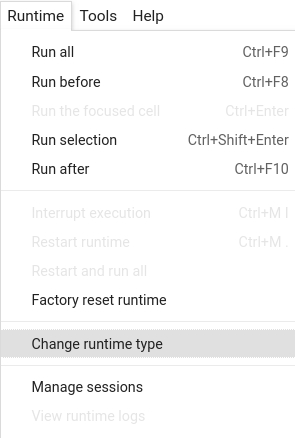 Runtime Tools Help
Run all Ctrl+F9
Run before Ctrl+F8
Run the focused cell Ctrl+Enter
Run selection Ctrl+Shift+Enter
Run after Ctrl+F10
Interrupt execution Ctrl+M I
Restart runtime Ctrl+M .
Restart and run all
Factory reset runtime
Change runtime type
Manage sessions
View runtime logs